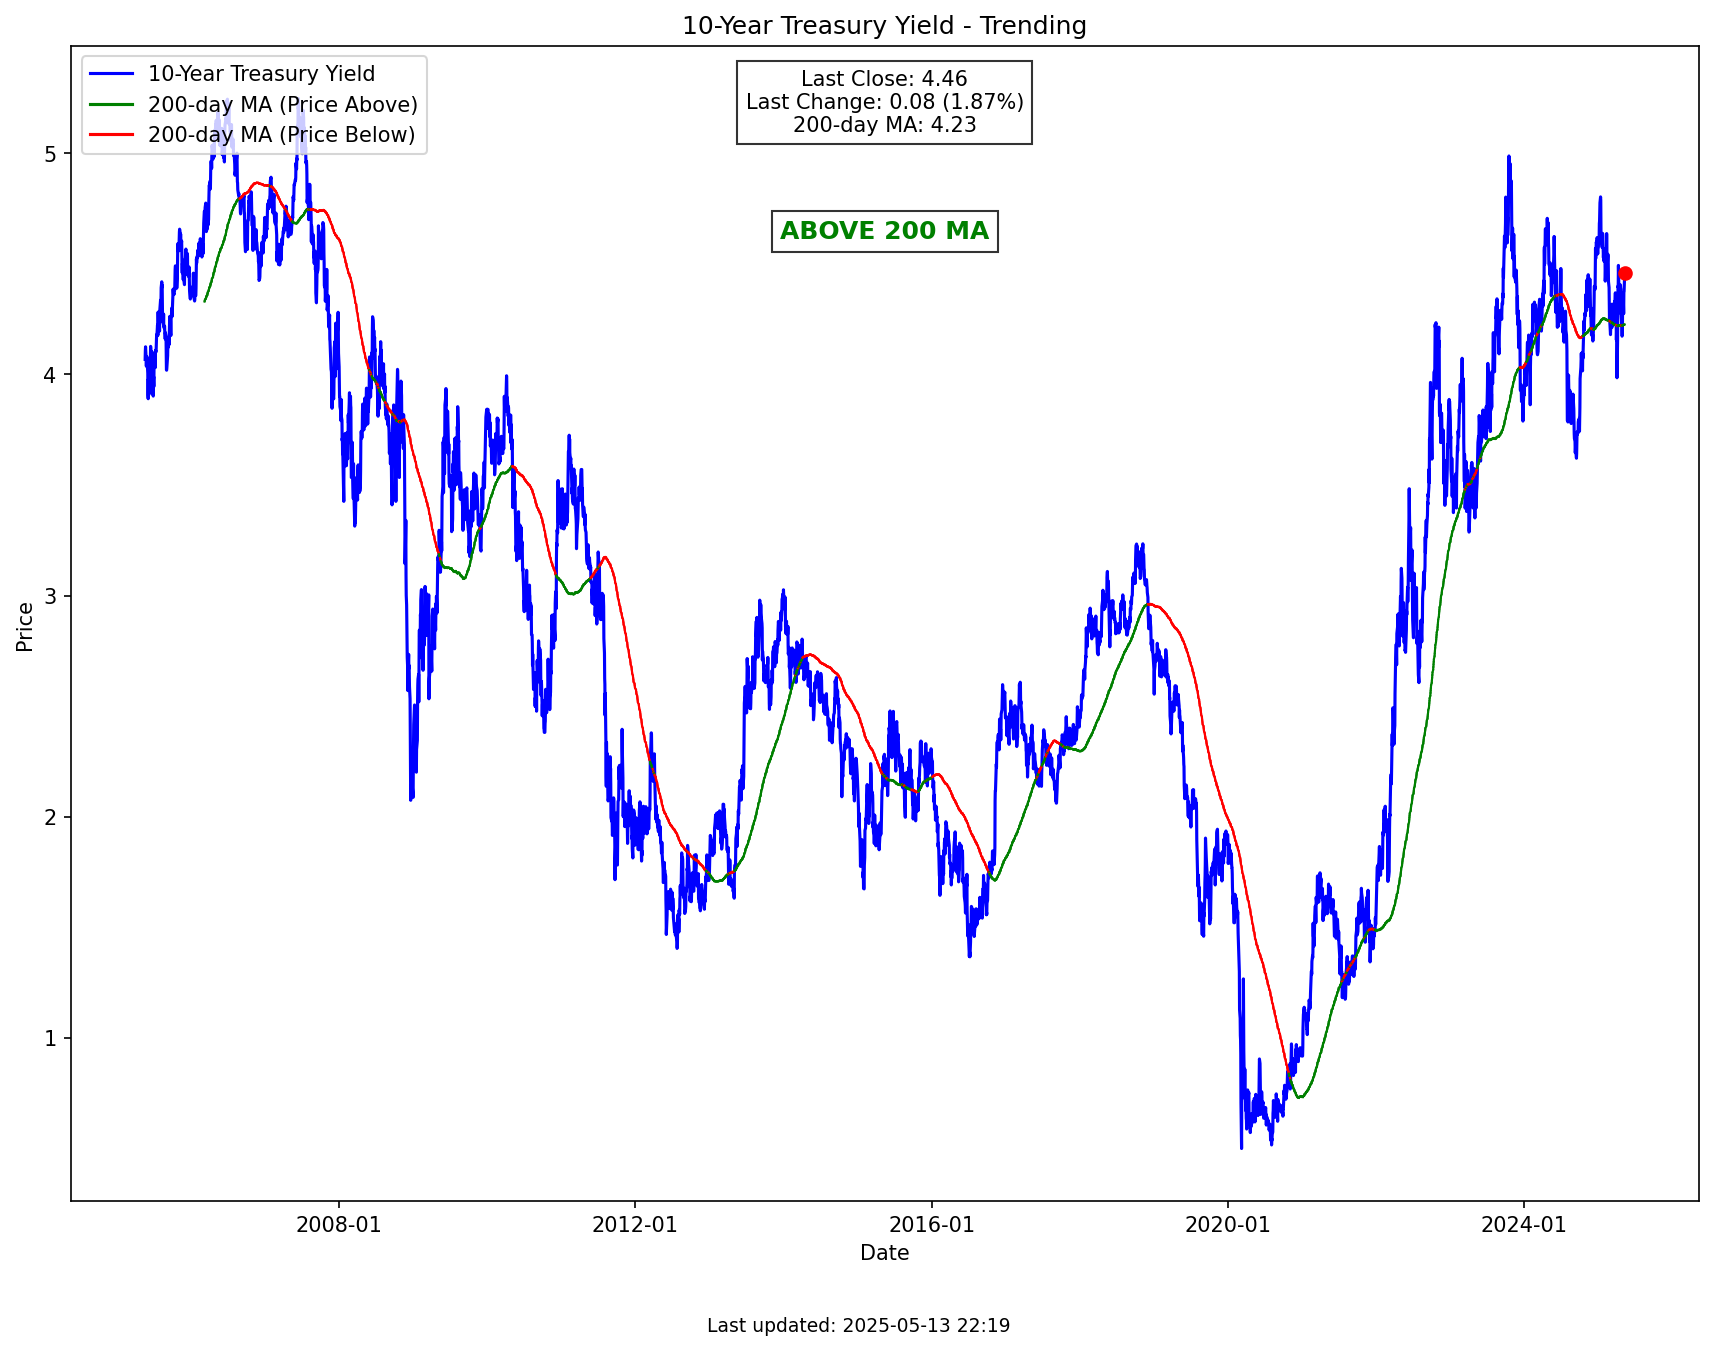 10-Year Treasury Yield - Trending
10-Year Treasury Yield
200-day MA (Price Above)
200-day MA (Price Below)
Last Close: 4.46
Last Change: 0.08 (1.87%)
200-day MA: 4.23
ABOVE 200 MA
Price
5
4
3
2
1
2008-01
2012-01
2016-01
2020-01
2024-01
Date
Last updated: 2025-05-13 22:19